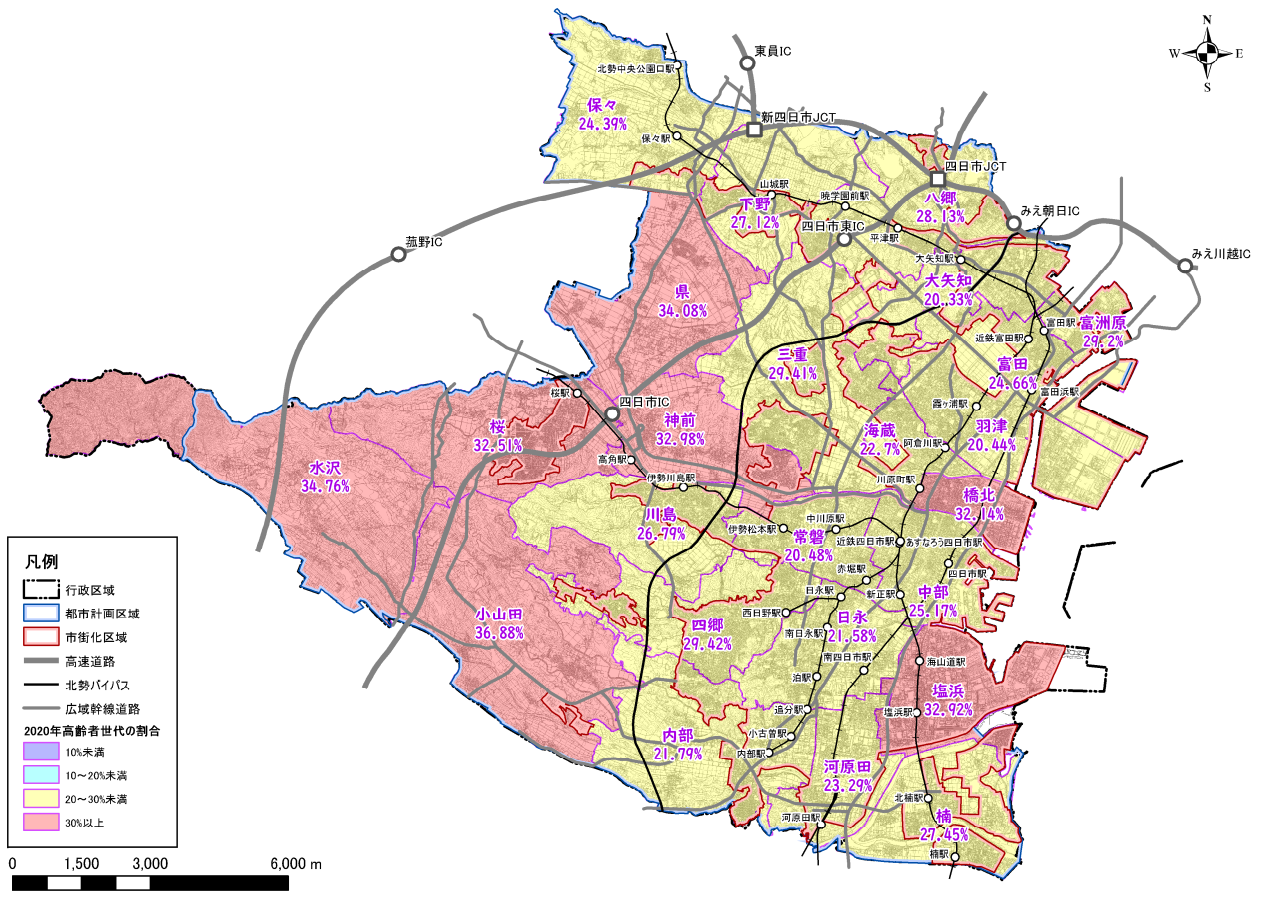 N
W
E
S
東員IC
北勢中央公園口駅
保々
24.39%
新四日市JCT
保々駅
四日市JCT
山城駅
暁学園前駅
下野
27.12%
八郷
28.13%
みえ朝日IC
四日市東IC
平津駅
菰野IC
みえ川越IC
大矢知駅
大矢知
20.33%
県
34.08%
富田駅
富洲原
29.2%
近鉄富田駅
三重
29.41%
富田
24.66%
富田浜駅
桜駅
四日市IC
霞ヶ浦駅
神前
32.98%
桜
32.51%
海蔵
22.7%
羽津
20.44%
阿倉川駅
高角駅
水沢
34.76%
伊勢川島駅
川原町駅
橋北
32.14%
川島
26.79%
中川原駅
伊勢松本駅
常磐
20.48%
近鉄四日市駅
あすなろう四日市駅
赤堀駅
四日市駅
日永駅
新正駅
中部
25.17%
小山田
36.88%
西日野駅
四郷
29.42%
日永
21.58%
南日永駅
南四日市駅
海山道駅
泊駅
塩浜
32.92%
追分駅
塩浜駅
内部
21.79%
小古曽駅
内部駅
河原田
23.29%
北楠駅
河原田駅
楠
27.45%
楠駅
凡例
行政区域
都市計画区域
市街化区域
高速道路
北勢バイパス
広域幹線道路
2020年高齢者世代の割合
10%未満
10～20%未満
20～30%未満
30%以上
0 1,500 3,000 6,000 m